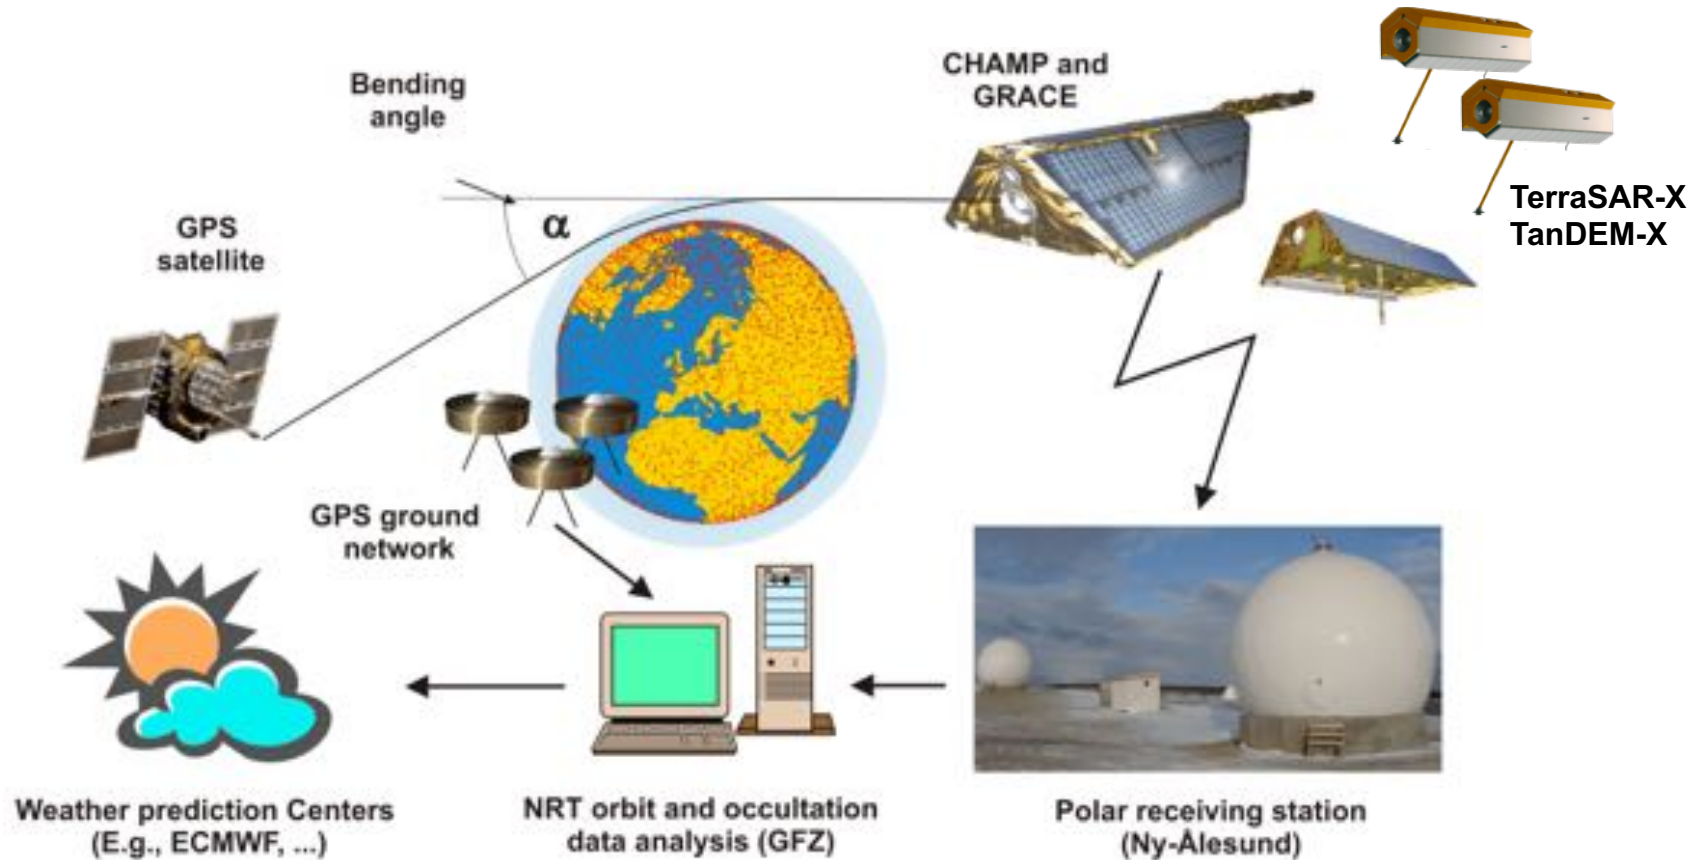 Bending
angle
CHAMP and
GRACE
TerraSAR-X
TanDEM-X
GPS
satellite
α
GPS ground
network
Weather prediction Centers
(E.g., ECMWF, ...)
NRT orbit and occultation
data analysis (GFZ)
Polar receiving station
(Ny-Ålesund)